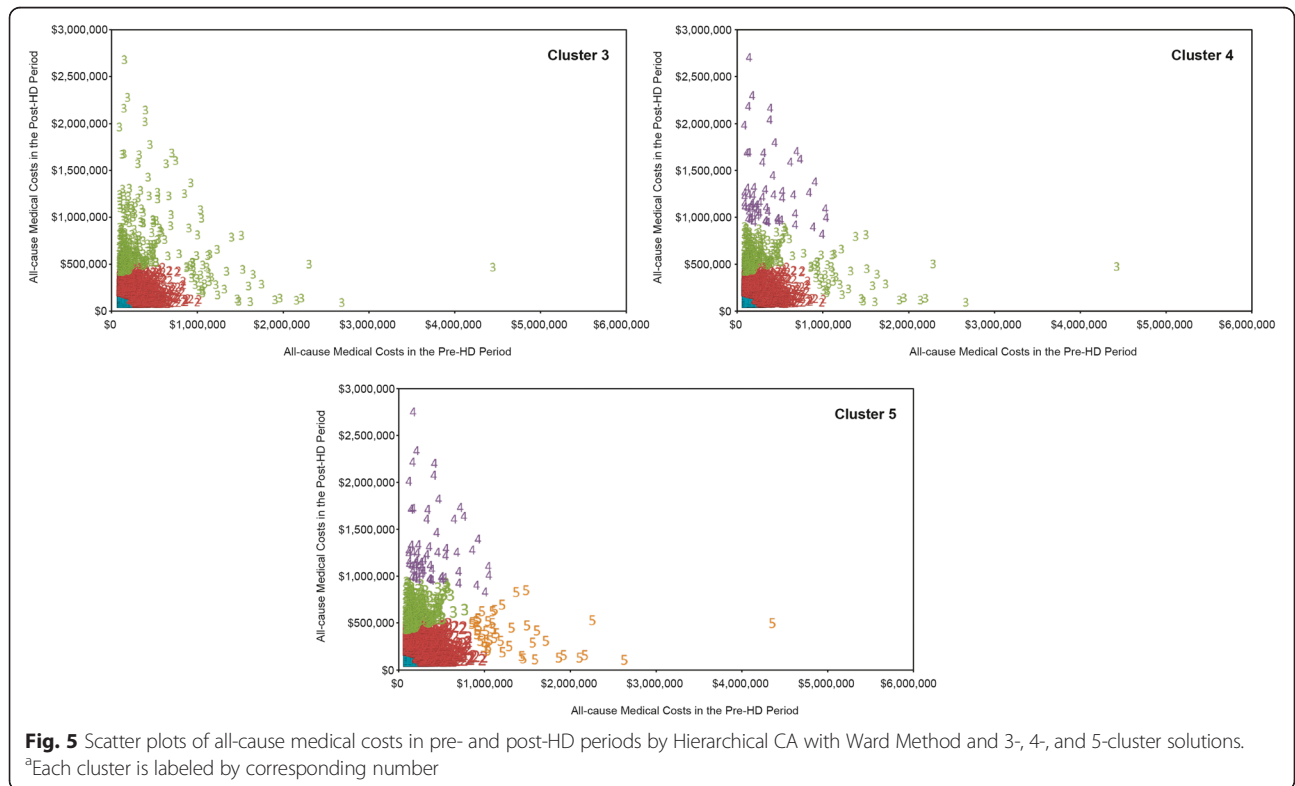 $3,000,000
$2,500,000
$2,000,000
$1,500,000
$1,000,000
$500,000
$0
All-cause Medical Costs in the Post-HD Period
Cluster 3
$0 $1,000,000 $2,000,000 $3,000,000 $4,000,000 $5,000,000 $6,000,000
All-cause Medical Costs in the Pre-HD Period
$3,000,000
$2,500,000
$2,000,000
$1,500,000
$1,000,000
$500,000
$0
All-cause Medical Costs in the Post-HD Period
Cluster 4
$0 $1,000,000 $2,000,000 $3,000,000 $4,000,000 $5,000,000 $6,000,000
All-cause Medical Costs in the Pre-HD Period
$3,000,000
$2,500,000
$2,000,000
$1,500,000
$1,000,000
$500,000
$0
All-cause Medical Costs in the Post-HD Period
Cluster 5
$0 $1,000,000 $2,000,000 $3,000,000 $4,000,000 $5,000,000 $6,000,000
All-cause Medical Costs in the Pre-HD Period
Fig. 5 Scatter plots of all-cause medical costs in pre- and post-HD periods by Hierarchical CA with Ward Method and 3-, 4-, and 5-cluster solutions.
aEach cluster is labeled by corresponding number